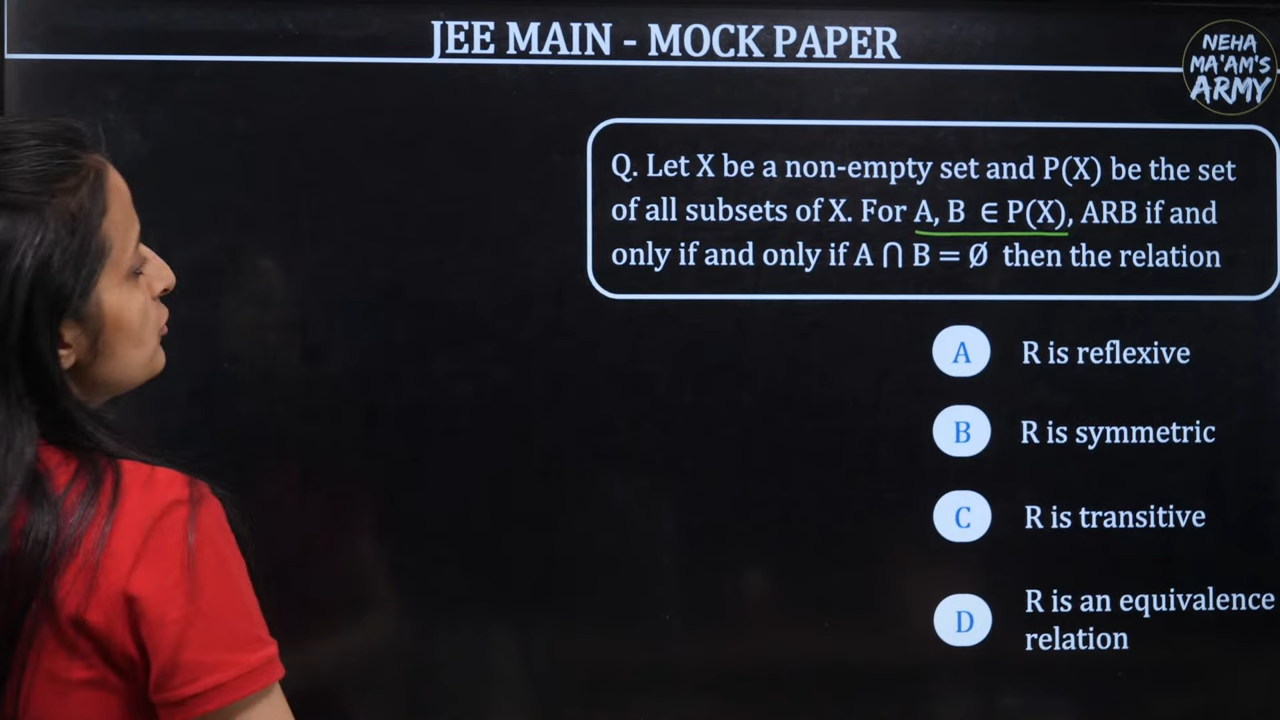 JEE MAIN - MOCK PAPER
NEHA
MA'AM'S
ARMY
Q. Let X be a non-empty set and P(X) be the set
of all subsets of X. For A, B ∈ P(X), ARB if and
only if and only if A ⋂ B = Ø then the relation
A R is reflexive
B R is symmetric
C R is transitive
D R is an equivalence
relation